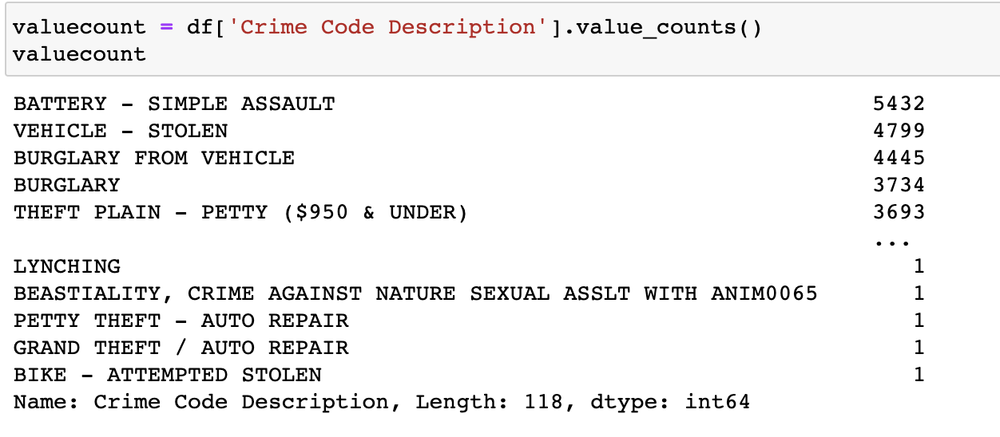 valuecount = df['Crime Code Description'].value_counts()
valuecount
BATTERY - SIMPLE ASSAULT 5432
VEHICLE - STOLEN 4799
BURGLARY FROM VEHICLE 4445
BURGLARY 3734
THEFT PLAIN - PETTY ($950 & UNDER) 3693
...
LYNCHING 1
BEASTIALITY, CRIME AGAINST NATURE SEXUAL ASSLT WITH ANIM0065 1
PETTY THEFT - AUTO REPAIR 1
GRAND THEFT / AUTO REPAIR 1
BIKE - ATTEMPTED STOLEN 1
Name: Crime Code Description, Length: 118, dtype: int64